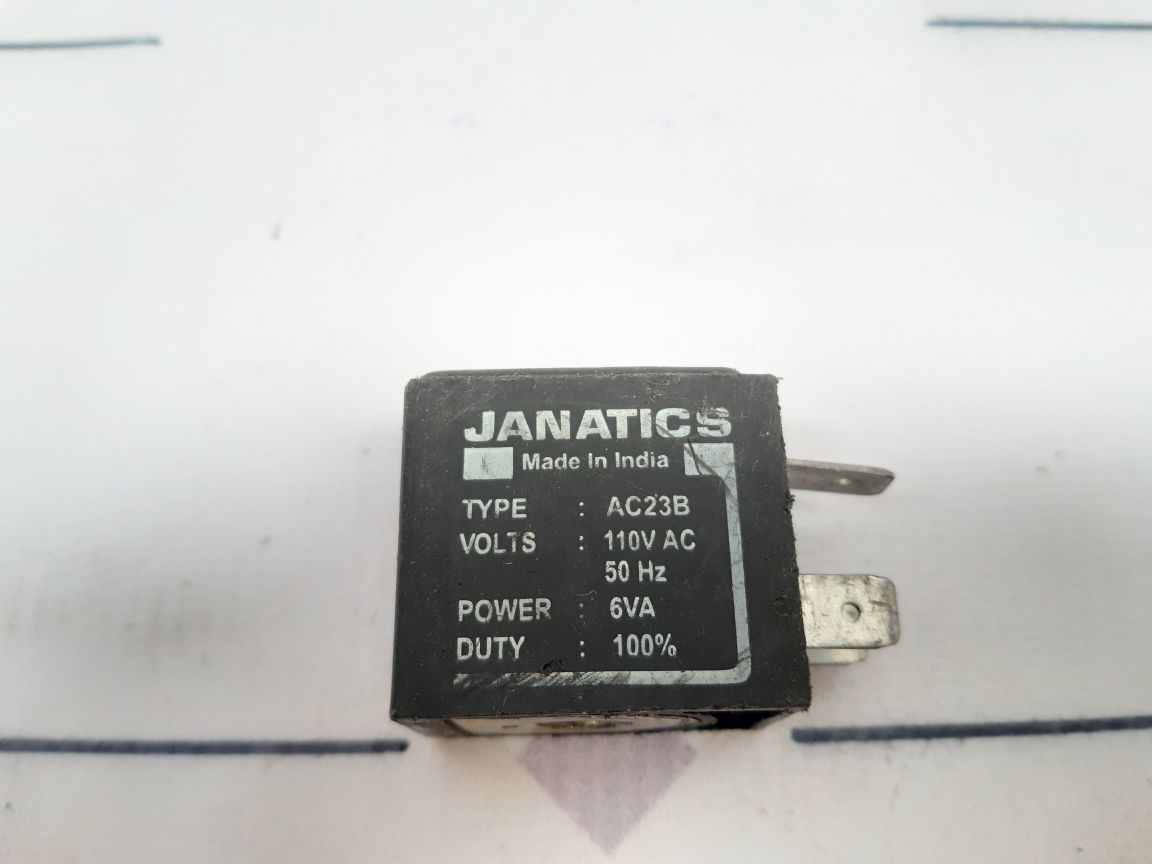 JANATICS
Made In India
TYPE : AC23B
VOLTS : 110V AC
50 Hz
POWER : 6VA
DUTY : 100%